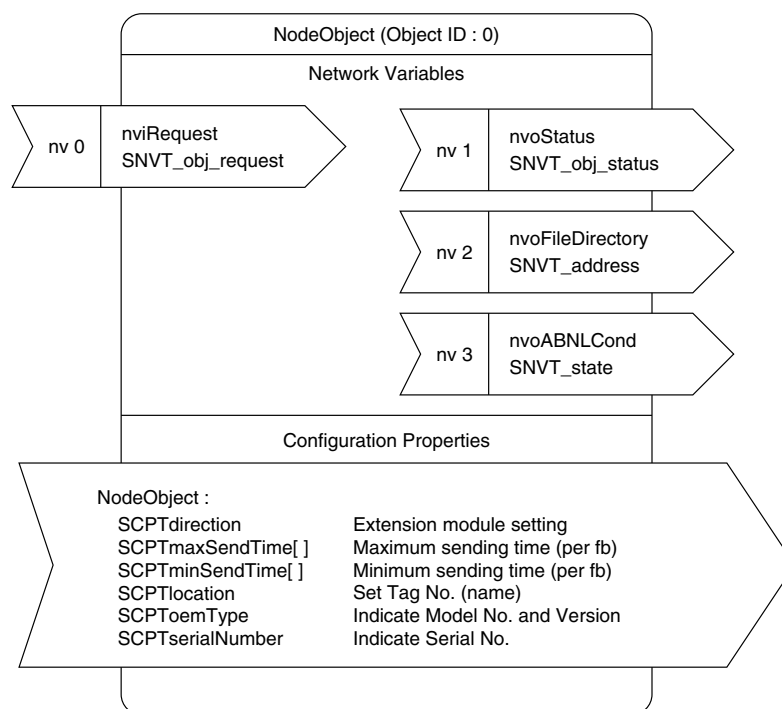 NodeObject (Object ID : 0)
Network Variables
nv 0
nviRequest
SNVT_obj_request
nv 1
nvoStatus
SNVT_obj_status
nv 2
nvoFileDirectory
SNVT_address
nv 3
nvoABNLCond
SNVT_state
Configuration Properties
NodeObject :
SCPTdirection Extension module setting
SCPTmaxSendTime[ ] Maximum sending time (per fb)
SCPTminSendTime[ ] Minimum sending time (per fb)
SCPTlocation Set Tag No. (name)
SCPToemType Indicate Model No. and Version
SCPTserialNumber Indicate Serial No.